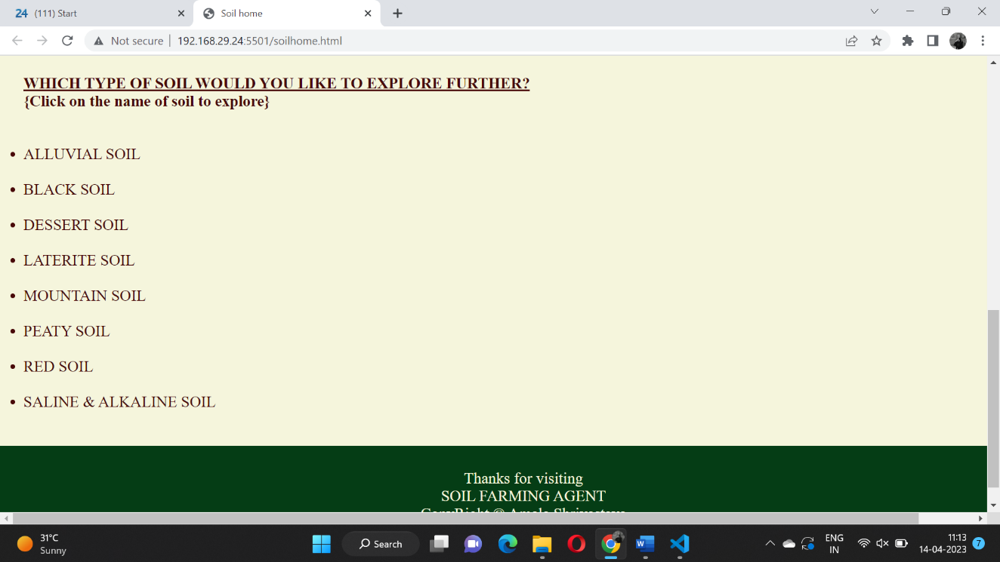 24 (111) Start
Soil home
Not secure 192.168.29.24:5501/soilhome.html
WHICH TYPE OF SOIL WOULD YOU LIKE TO EXPLORE FURTHER?
{Click on the name of soil to explore}
• ALLUVIAL SOIL
• BLACK SOIL
• DESSERT SOIL
• LATERITE SOIL
• MOUNTAIN SOIL
• PEATY SOIL
• RED SOIL
• SALINE & ALKALINE SOIL
Thanks for visiting
SOIL FARMING AGENT
31°C
Sunny
Search
W
ENG
IN
11:13
14-04-2023
7